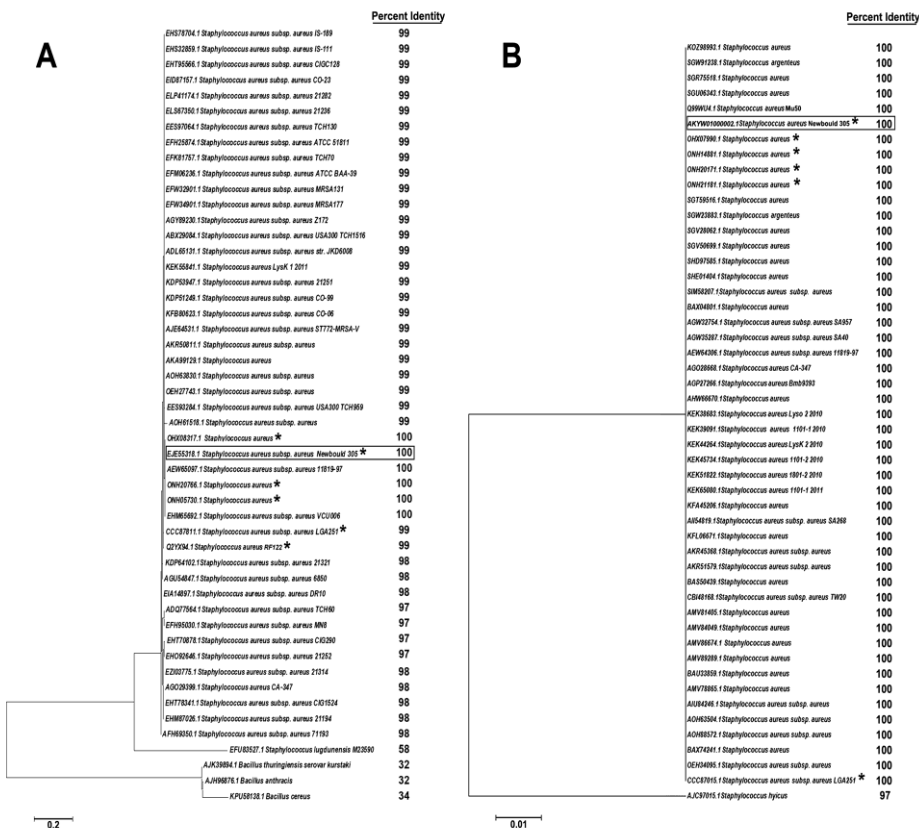 Percent Identity
A
EHS78704.1 Staphylococcus aureus subsp. aureus IS-189 99
EHS32859.1 Staphylococcus aureus subsp. aureus IS-111 99
EHT95566.1 Staphylococcus aureus subsp. aureus CIGC128 99
EID87157.1 Staphylococcus aureus subsp. aureus CO-23 99
ELP41174.1 Staphylococcus aureus subsp. aureus 21282 99
ELS67350.1 Staphylococcus aureus subsp. aureus 21236 99
EES97064.1 Staphylococcus aureus subsp. aureus TCH130 99
EFH25874.1 Staphylococcus aureus subsp. aureus ATCC 51811 99
EFK81757.1 Staphylococcus aureus subsp. aureus TCH70 99
EFM06236.1 Staphylococcus aureus subsp. aureus ATCC BAA-39 99
EFW32901.1 Staphylococcus aureus subsp. aureus MRSA131 99
EFW34901.1 Staphylococcus aureus subsp. aureus MRSA177 99
AGY89230.1 Staphylococcus aureus subsp. aureus Z172 99
ABX29084.1 Staphylococcus aureus subsp. aureus USA300 TCH1516 99
ADL65131.1 Staphylococcus aureus subsp. aureus str. JKD6008 99
KEK55841.1 Staphylococcus aureus LysK 1 2011 99
KDP53947.1 Staphylococcus aureus subsp. aureus 21251 99
KDP51249.1 Staphylococcus aureus subsp. aureus CO-99 99
KFB80623.1 Staphylococcus aureus subsp. aureus CO-06 99
AJE64531.1 Staphylococcus aureus subsp. aureus ST772-MRSA-V 99
AKR50811.1 Staphylococcus aureus subsp. aureus 99
AKA99129.1 Staphylococcus aureus 99
AOH63830.1 Staphylococcus aureus subsp. aureus 99
OEH27743.1 Staphylococcus aureus subsp. aureus 99
EES93284.1 Staphylococcus aureus subsp. aureus USA300 TCH959 99
AOH61518.1 Staphylococcus aureus subsp. aureus 99
OHX08317.1 Staphylococcus aureus * 100
EJE55318.1 Staphylococcus aureus subsp. aureus Newbould 305 * 100
AEW65097.1 Staphylococcus aureus subsp. aureus 11819-97 100
ONH20766.1 Staphylococcus aureus * 100
ONH05730.1 Staphylococcus aureus * 100
EHM65692.1 Staphylococcus aureus subsp. aureus VCU006 100
CCC87811.1 Staphylococcus aureus subsp. aureus LGA251 * 99
Q2YX94.1 Staphylococcus aureus RF122 * 99
KDP64102.1 Staphylococcus aureus subsp. aureus 21321 98
AGU54847.1 Staphylococcus aureus subsp. aureus 6850 98
EIA14897.1 Staphylococcus aureus subsp. aureus DR10 98
ADQ77564.1 Staphylococcus aureus subsp. aureus TCH60 97
EFH95030.1 Staphylococcus aureus subsp. aureus MN8 97
EHT70878.1 Staphylococcus aureus subsp. aureus CIG290 97
EHO92646.1 Staphylococcus aureus subsp. aureus 21252 97
EZI03775.1 Staphylococcus aureus subsp. aureus 21314 98
AGO29399.1 Staphylococcus aureus CA-347 98
EHT78341.1 Staphylococcus aureus subsp. aureus CIG1524 98
EHM87026.1 Staphylococcus aureus subsp. aureus 21194 98
AFH69350.1 Staphylococcus aureus subsp. aureus 71193 98
EFU83527.1 Staphylococcus lugdunensis M23590 58
AJK39894.1 Bacillus thuringiensis serovar kurstaki 32
AJH96876.1 Bacillus anthracis 32
KPU58138.1 Bacillus cereus 34
0.2
Percent Identity
B
KOZ98993.1 Staphylococcus aureus 100
SGW91238.1 Staphylococcus argenteus 100
SGR75518.1 Staphylococcus aureus 100
SGU06343.1 Staphylococcus aureus 100
Q99WU4.1 Staphylococcus aureus Mu50 100
AKYW01000002.1 Staphylococcus aureus Newbould 305 * 100
OHX07990.1 Staphylococcus aureus * 100
ONH14881.1 Staphylococcus aureus * 100
ONH20171.1 Staphylococcus aureus * 100
ONH21181.1 Staphylococcus aureus * 100
SGT59516.1 Staphylococcus aureus 100
SGW23883.1 Staphylococcus argenteus 100
SGV28062.1 Staphylococcus aureus 100
SGV50699.1 Staphylococcus aureus 100
SHD97585.1 Staphylococcus aureus 100
SHE01404.1 Staphylococcus aureus 100
SIM58207.1 Staphylococcus aureus subsp. aureus 100
BAX04801.1 Staphylococcus aureus 100
AGW32754.1 Staphylococcus aureus subsp. aureus SA957 100
AGW35287.1 Staphylococcus aureus subsp. aureus SA40 100
AEW64306.1 Staphylococcus aureus subsp. aureus 11819-97 100
AGO28668.1 Staphylococcus aureus CA-347 100
AGP27266.1 Staphylococcus aureus Bmb9393 100
AHW66670.1 Staphylococcus aureus 100
KEK38683.1 Staphylococcus aureus Lyso 2 2010 100
KEK39091.1 Staphylococcus aureus 1101-1 2010 100
KEK44264.1 Staphylococcus aureus LysK 2 2010 100
KEK45734.1 Staphylococcus aureus 1101-2 2010 100
KEK51022.1 Staphylococcus aureus 1801-2 2010 100
KEK65080.1 Staphylococcus aureus 1101-1 2011 100
KFA45206.1 Staphylococcus aureus 100
AII54819.1 Staphylococcus aureus subsp. aureus SA268 100
KFL06671.1 Staphylococcus aureus 100
AKR45368.1 Staphylococcus aureus subsp. aureus 100
AKR51579.1 Staphylococcus aureus subsp. aureus 100
BAS50439.1 Staphylococcus aureus 100
CBI48168.1 Staphylococcus aureus subsp. aureus TW20 100
AMV81405.1 Staphylococcus aureus 100
AMV84049.1 Staphylococcus aureus 100
AMV86674.1 Staphylococcus aureus 100
AMV89289.1 Staphylococcus aureus 100
BAU33859.1 Staphylococcus aureus 100
AMV78865.1 Staphylococcus aureus 100
AIU84246.1 Staphylococcus aureus subsp. aureus 100
AOH63504.1 Staphylococcus aureus subsp. aureus 100
AOH88572.1 Staphylococcus aureus subsp. aureus 100
BAX74241.1 Staphylococcus aureus 100
OEH34095.1 Staphylococcus aureus subsp. aureus 100
CCC87015.1 Staphylococcus aureus subsp. aureus LGA251 * 100
AJC97015.1 Staphylococcus hyicus 97
0.01